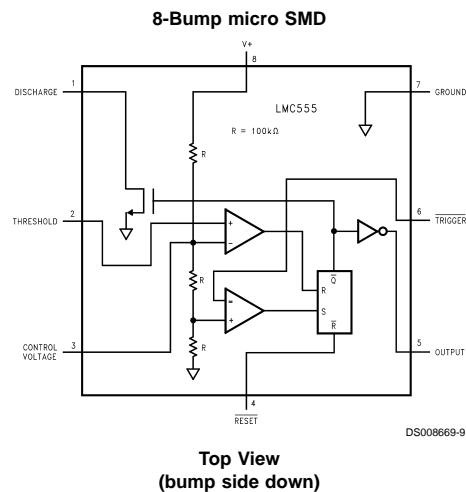 8-Bump micro SMD
V+
8
1
7
DISCHARGE
GROUND
LMC555
R = 100kΩ
R
2
6
THRESHOLD
TRIGGER
+
−
Q
R
R
S
=
+
R
3
R
5
CONTROL
VOLTAGE
OUTPUT
4
RESET
DS008669-9
Top View
(bump side down)